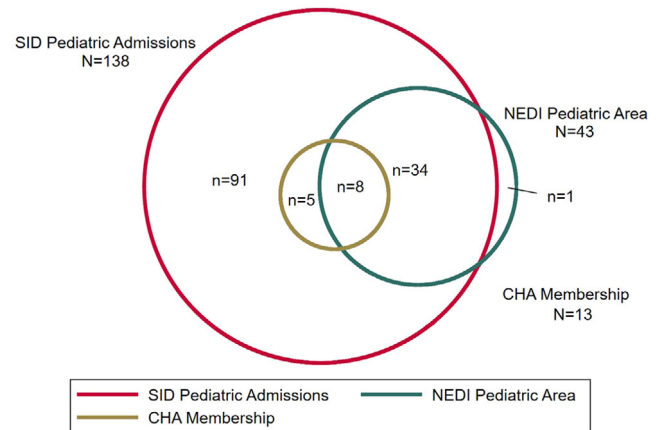 SID Pediatric Admissions
N=138
NEDI Pediatric Area
N=43
n=34
n=91
n=8
n=5
n=1
CHA Membership
N=13
SID Pediatric Admissions
NEDI Pediatric Area
CHA Membership